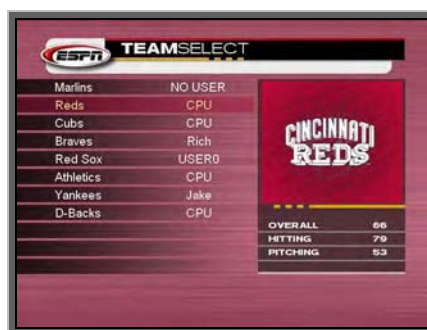 ESPN TEAMSELECT
Marlins NO USER
Reds CPU
Cubs CPU
Braves Rich
Red Sox USER0
Athletics CPU
Yankees Jake
D-Backs CPU
CINCINNATI
REDS
OVERALL 66
HITTING 79
PITCHING 53